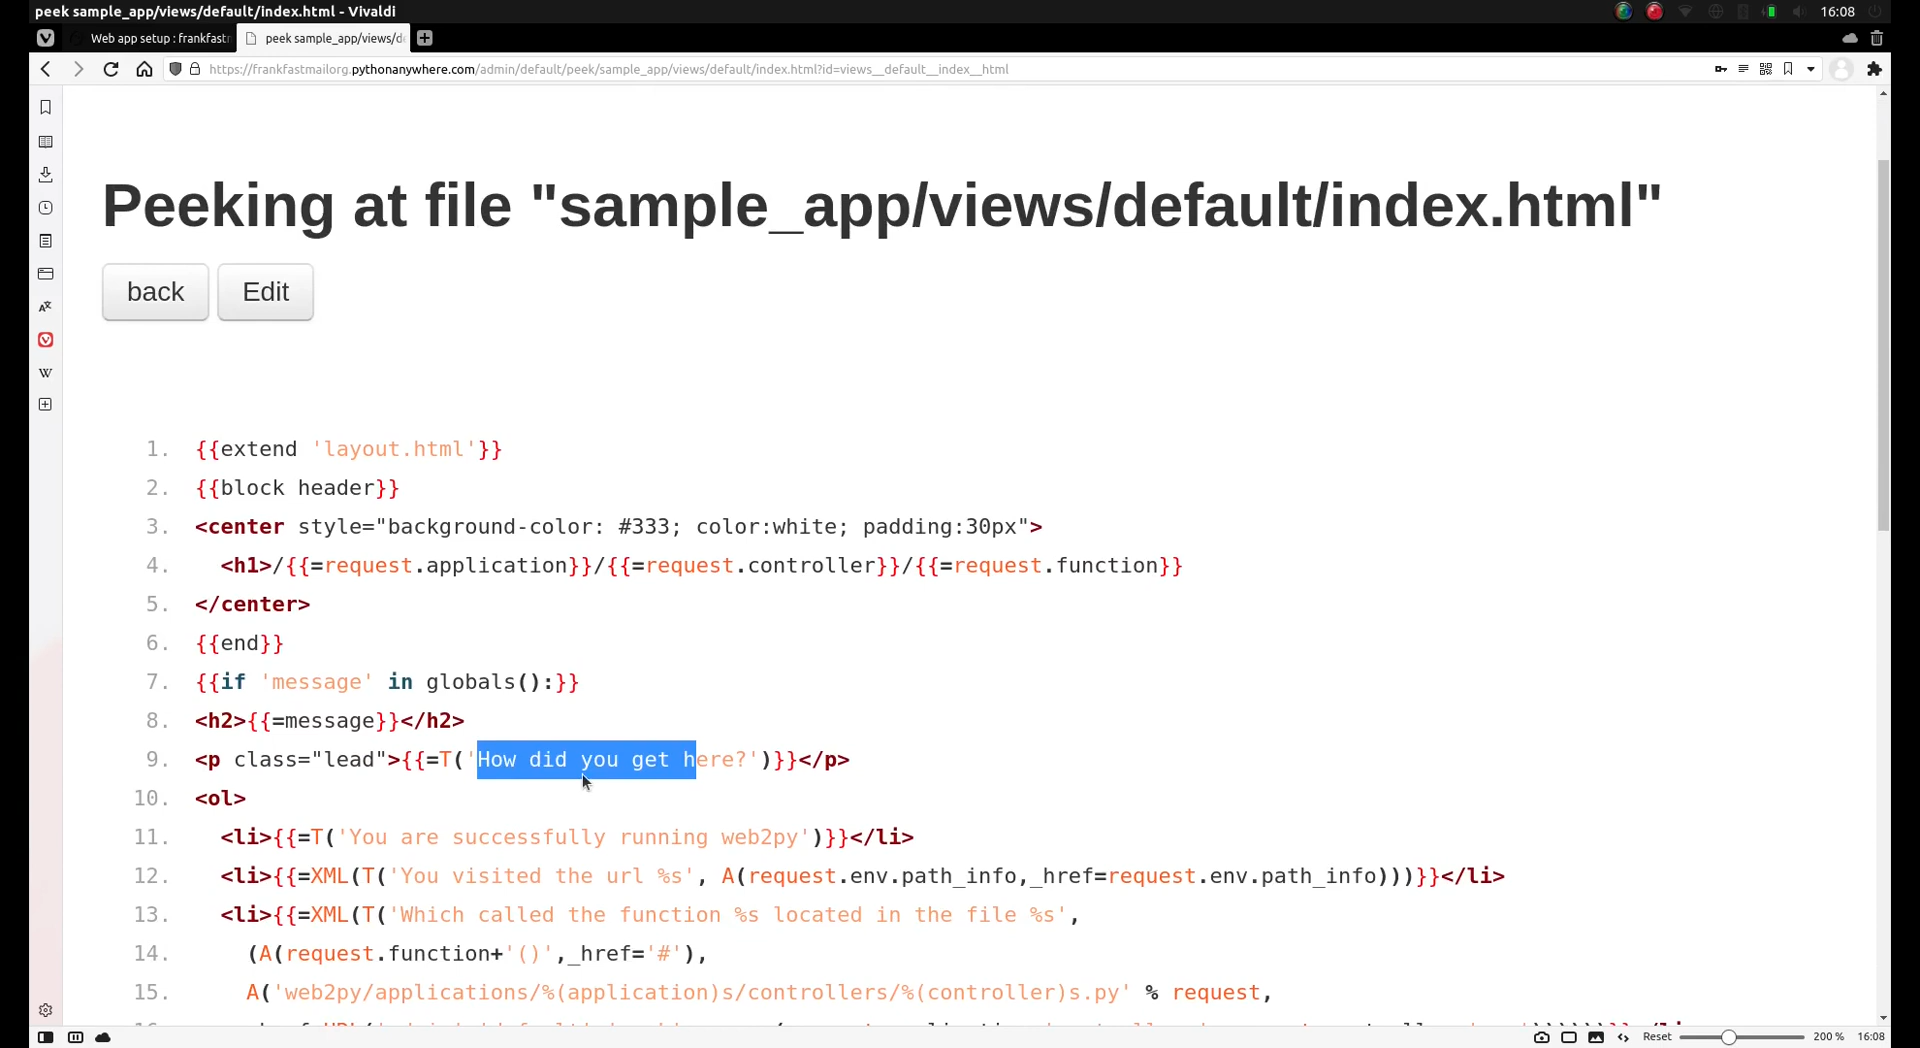 peek sample_app/views/default/index.html - Vivaldi
16:08
Web app setup : frankfastm
peek sample_app/views/de
https://frankfastmailorg.pythonanywhere.com/admin/default/peek/sample_app/views/default/index.html?id=views__default__index__html
Peeking at file "sample_app/views/default/index.html"
back
Edit
1. {{extend 'layout.html'}}
2. {{block header}}
3. <center style="background-color: #333; color:white; padding:30px">
4. <h1>/{{=request.application}}/{{=request.controller}}/{{=request.function}}
5. </center>
6. {{end}}
7. {{if 'message' in globals():}}
8. <h2>{{=message}}</h2>
9. <p class="lead">{{=T('How did you get here?')}}</p>
10. <ol>
11. <li>{{=T('You are successfully running web2py')}}</li>
12. <li>{{=XML(T('You visited the url %s', A(request.env.path_info,_href=request.env.path_info)))}}</li>
13. <li>{{=XML(T('Which called the function %s located in the file %s',
14. (A(request.function+'()',_href='#'),
15. A('web2py/applications/%(application)s/controllers/%(controller)s.py' % request,
Reset
200 %
16:08